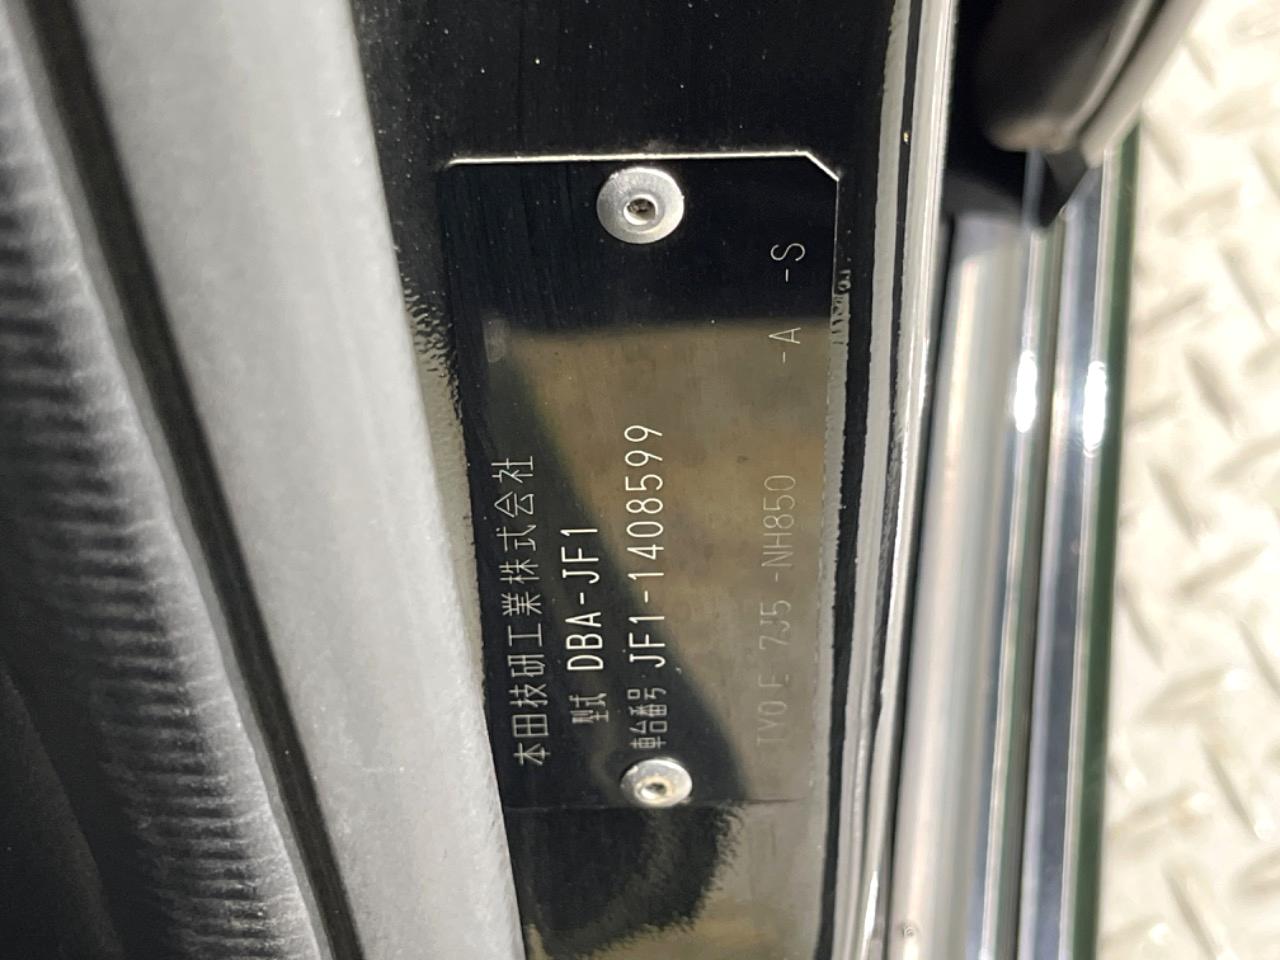 本田技研工業株式会社
型式 DBA-JF1
車台番号 JF1-1408599
7J5 -NH850 -A -S